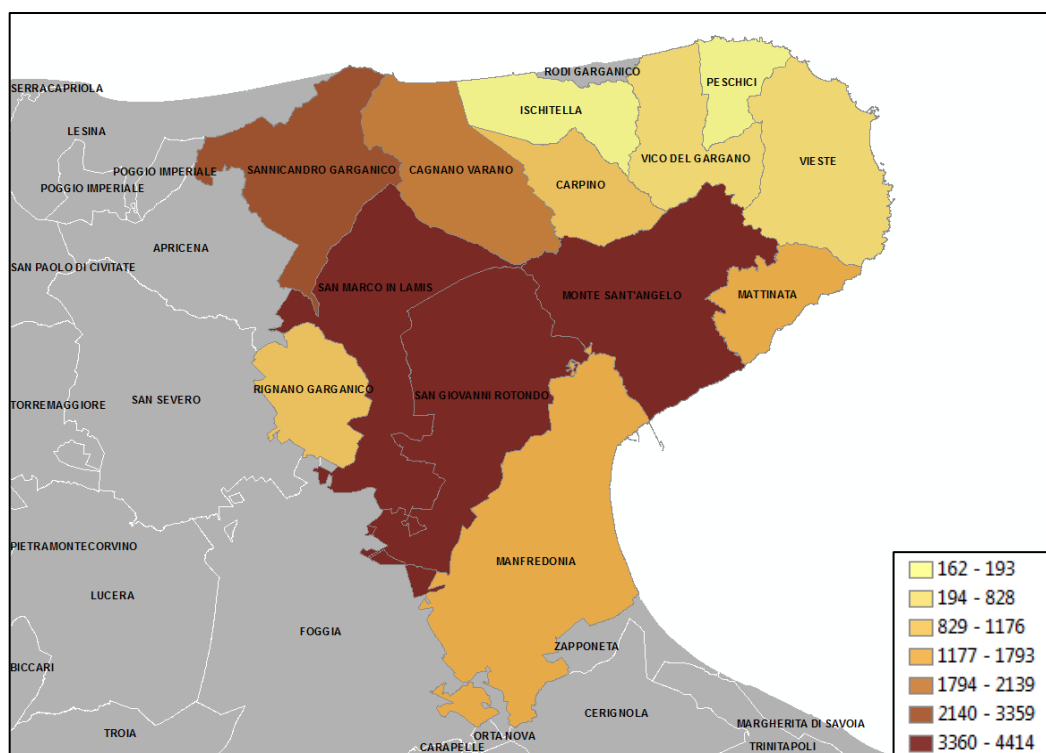 RODI GARGANICO
PESCHICI
SERRACAPRIOLA
ISCHITELLA
LESINA
VICO DEL GARGANO
VIESTE
POGGIO IMPERIALE
SANNICANDRO GARGANICO
CAGNANO VARANO
CARPINO
POGGIO IMPERIALE
APRICENA
SAN PAOLO DI CIVITATE
SAN MARCO IN LAMIS
MONTE SANT'ANGELO
MATTINATA
RIGNANO GARGANICO
SAN GIOVANNI ROTONDO
TORREMAGGIORE
SAN SEVERO
PIETRAMONTECORVINO
MANFREDONIA
LUCERA
FOGGIA
ZAPPONETA
BICCARI
CERIGNOLA
MARGHERITA DI SAVOIA
TROIA
ORTA NOVA
CARAPELLE
TRINITAPOLI
162 - 193
194 - 828
829 - 1176
1177 - 1793
1794 - 2139
2140 - 3359
3360 - 4414